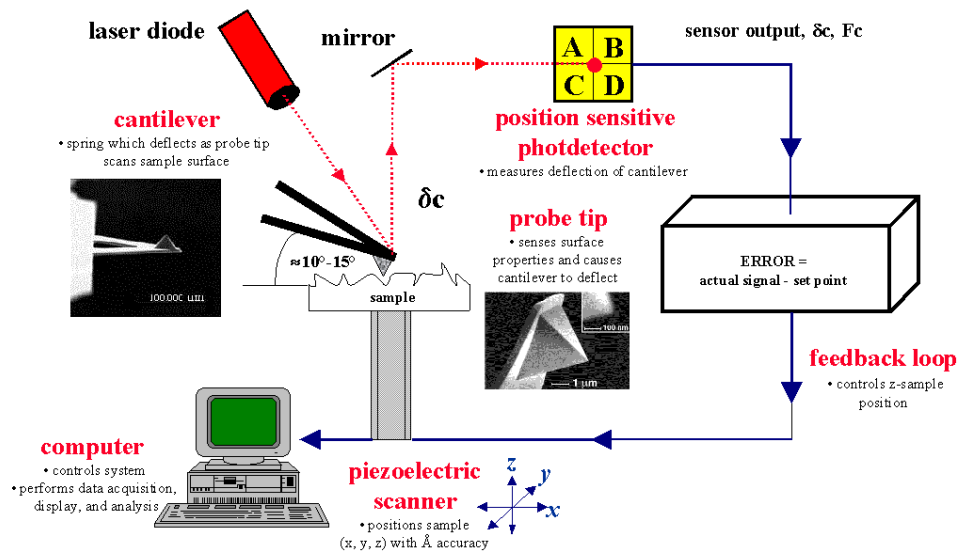 laser diode
mirror
A B
C D
sensor output, δc, Fc
cantilever
• spring which deflects as probe tip
scans sample surface
100.000 μm
position sensitive
photdetector
• measures deflection of cantilever
δc
≈10°-15°
sample
probe tip
• senses surface
properties and causes
cantilever to deflect
100 nm
1 μm
ERROR =
actual signal - set point
feedback loop
• controls z-sample
position
computer
• controls system
• performs data acquisition,
display, and analysis
piezoelectric
scanner
• positions sample
(x, y, z) with Å accuracy
z
y
x